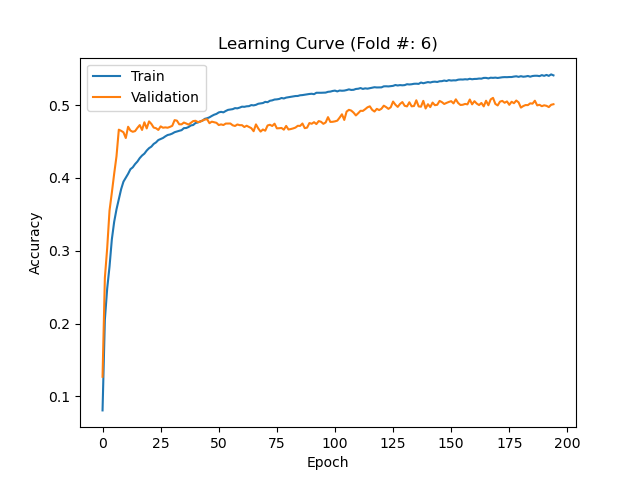 Learning Curve (Fold #: 6)
Train
Validation
0.5
0.4
0.3
0.2
0.1
Accuracy
0 25 50 75 100 125 150 175 200
Epoch